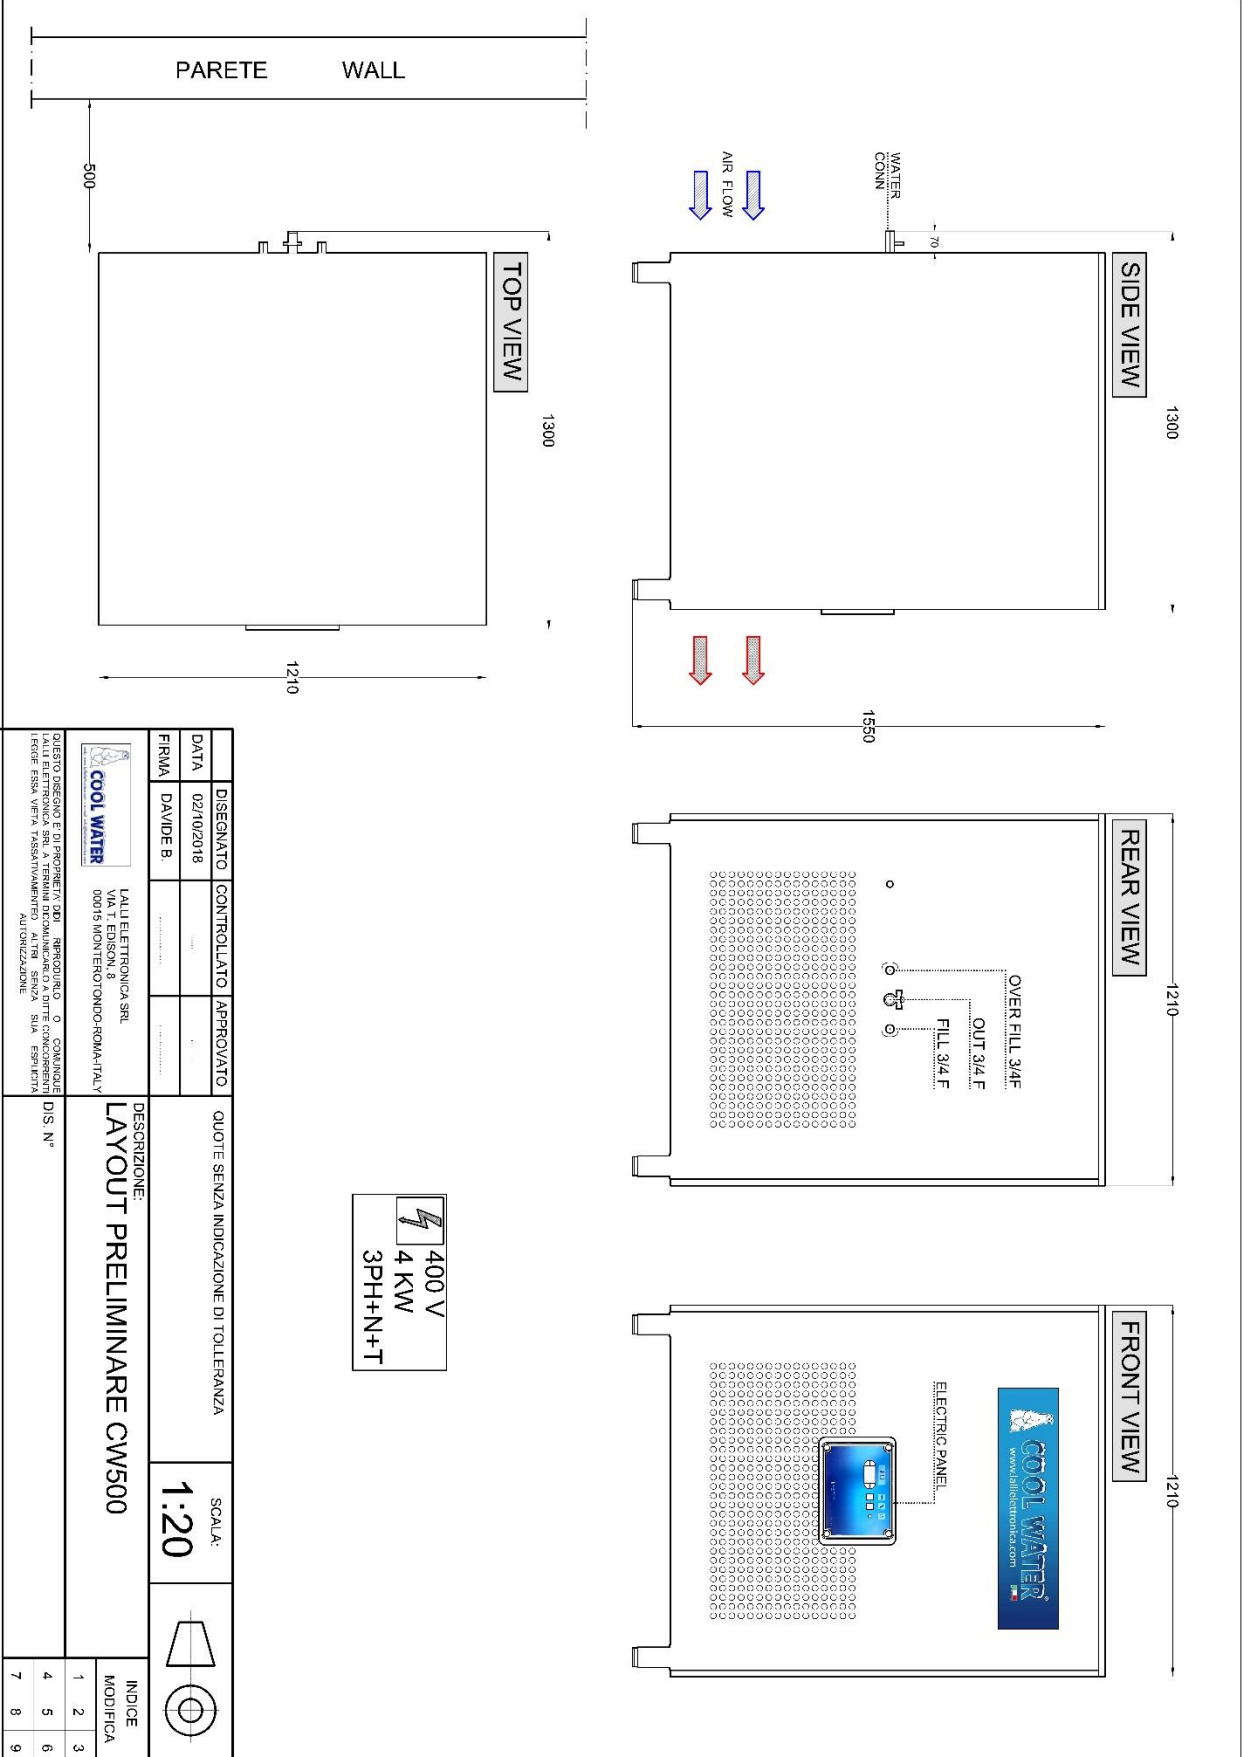 PARETE WALL
500
TOP VIEW
1300
1210
AIR FLOW
WATER
CONN
70
SIDE VIEW
1300
1550
REAR VIEW
1210
OVER FILL 3/4F
OUT 3/4 F
FILL 3/4 F
FRONT VIEW
1210
COOL WATER
www.lallielettronica.com
ELECTRIC PANEL
400 V
4 KW
3PH+N+T
DISEGNATO CONTROLLATO APPROVATO
DATA 02/10/2018 ..... .....
FIRMA DAVIDE B. ............ ............
QUOTE SENZA INDICAZIONE DI TOLLERANZA
SCALA:
1:20
COOL WATER
LALLI ELETTRONICA SRL
VIA T. EDISON, 8
00015 MONTEROTONDO-ROMA-ITALY
DESCRIZIONE:
LAYOUT PRELIMINARE CW500
QUESTO DISEGNO E' DI PROPRIETA' DDI RIPRODURLO O COMUNQUE
LALLI ELETTRONICA SRL A TERMINI DICOMUNICARLO A DITTE CONCORRENTI
LEGGE ESSA VIETA TASSATIVAMENTEO ALTRI SENZA SUA ESPLICITA
AUTORIZZAZIONE
DIS. N°
INDICE
MODIFICA
1 2 3
4 5 6
7 8 9